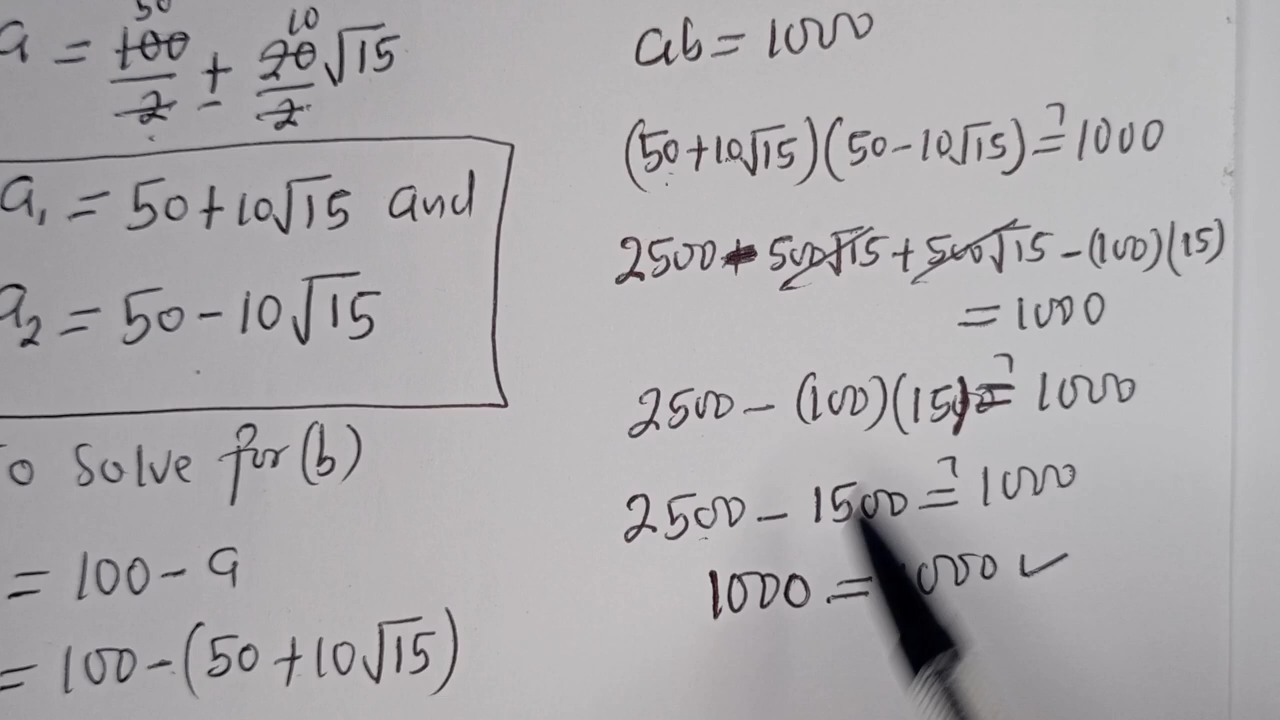 50 10
a = 100/2 ± 20/2 √15
a₁ = 50 + 10√15 and
a₂ = 50 - 10√15
o Solve for (b)
= 100 - a
= 100 - (50 + 10√15)
ab = 1000
(50 + 10√15)(50 - 10√15) ?= 1000
2500 - 500√15 + 500√15 - (100)(15)
= 1000
2500 - (100)(15) ?= 1000
2500 - 1500 ?= 1000
1000 = 000 ✓